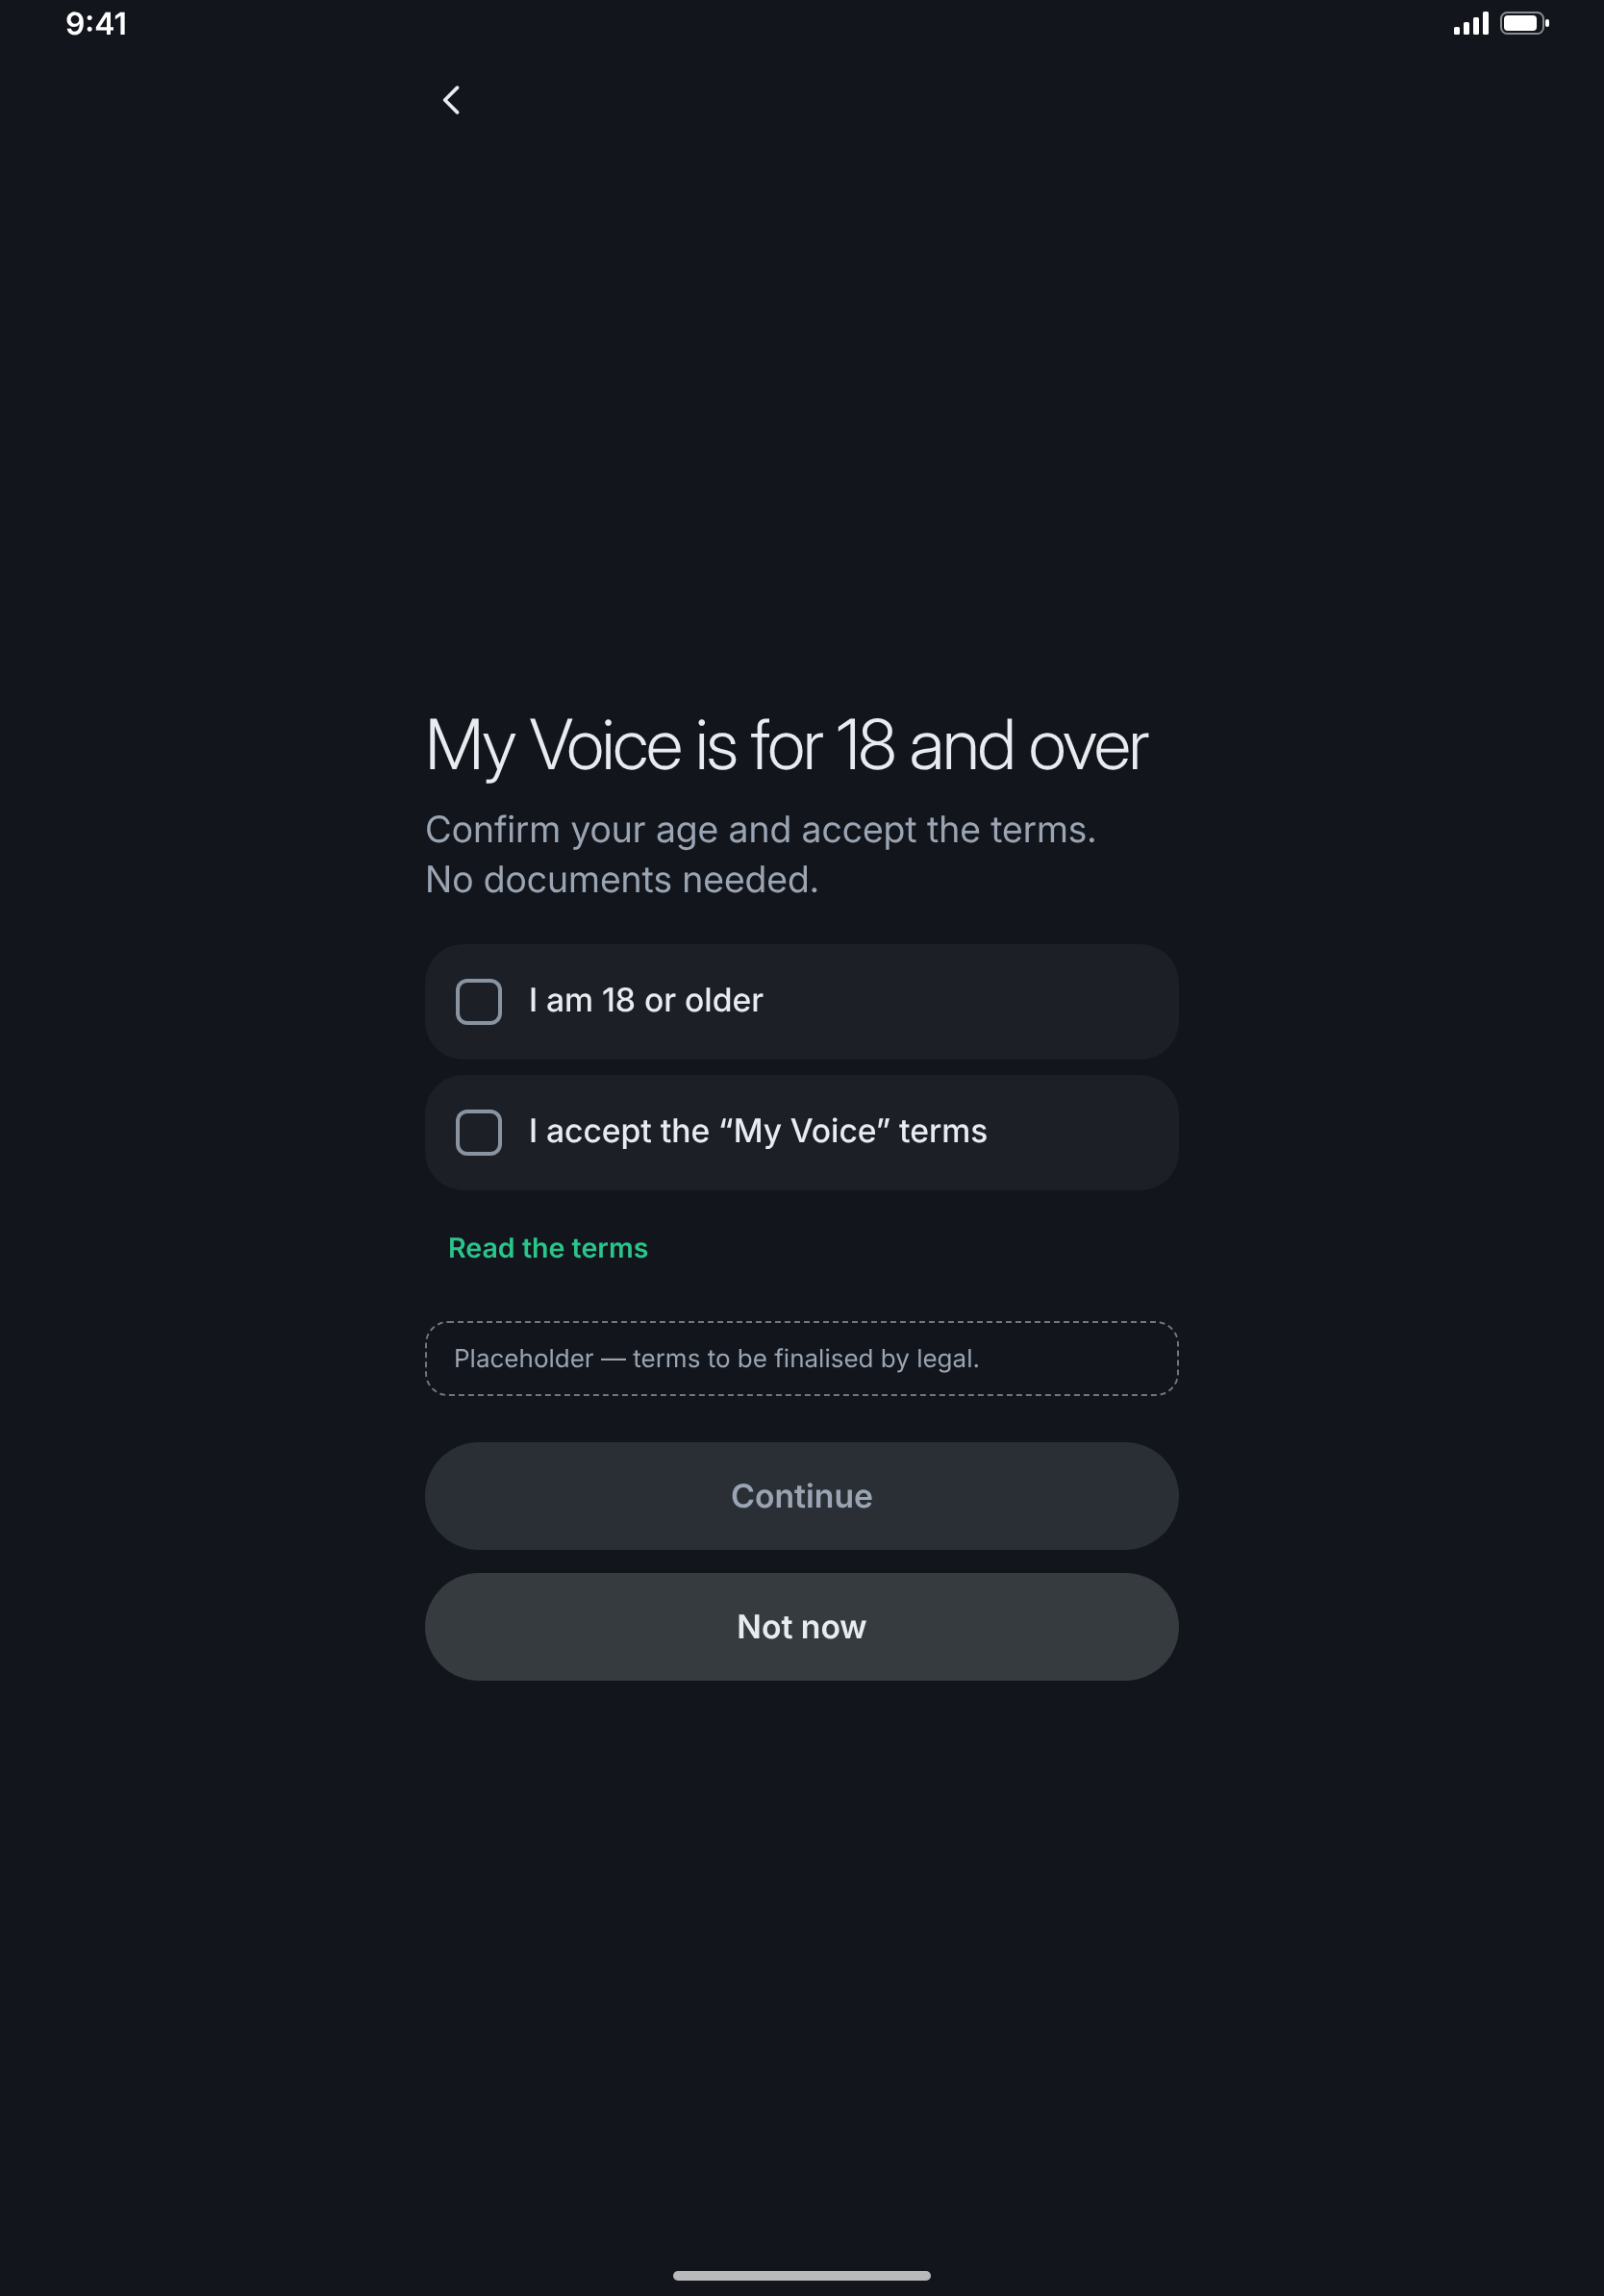 9:41
My Voice is for 18 and over
Confirm your age and accept the terms.
No documents needed.
I am 18 or older
I accept the “My Voice” terms
Read the terms
Placeholder — terms to be finalised by legal.
Continue
Not now